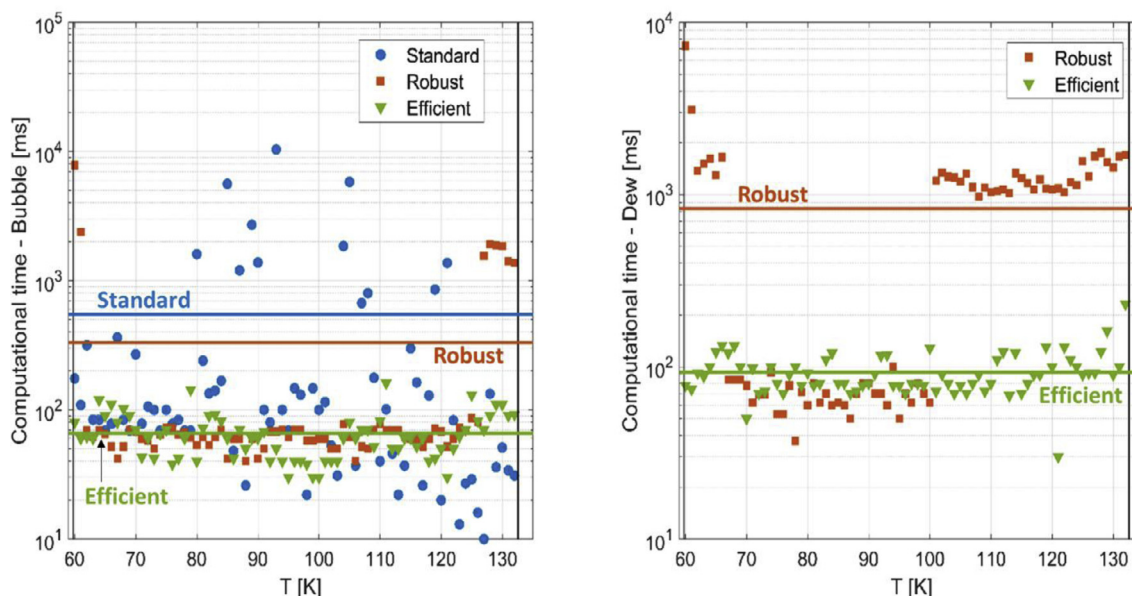 Computational time - Bubble [ms]
10^5
10^4
10^3
10^2
10^1
Standard
Robust
Efficient
Standard
Robust
Efficient
60 70 80 90 100 110 120 130
T [K]
Computational time - Dew [ms]
10^4
10^3
10^2
10^1
Robust
Efficient
Robust
Efficient
60 70 80 90 100 110 120 130
T [K]